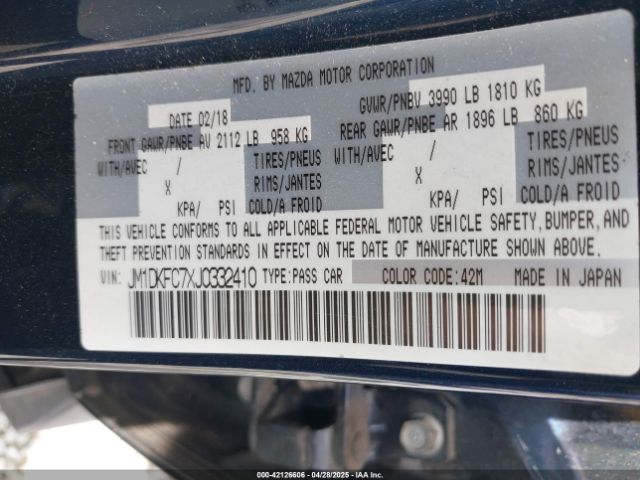 MFD. BY MAZDA MOTOR CORPORATION
DATE 02/18 GVWR/PNBV 3990 LB 1810 KG
FRONT GAWR/PNBE AV 2112 LB 958 KG REAR GAWR/PNBE AR 1896 LB 860 KG
WITH/AVEC / TIRES/PNEUS WITH/AVEC / TIRES/PNEUS
X RIMS/JANTES X RIMS/JANTES
KPA/ PSI COLD/A FROID KPA/ PSI COLD/A FROID
THIS VEHICLE CONFORMS TO ALL APPLICABLE FEDERAL MOTOR VEHICLE SAFETY, BUMPER, AND
THEFT PREVENTION STANDARDS IN EFFECT ON THE DATE OF MANUFACTURE SHOWN ABOVE.
VIN: JM1DKFC7XJ0332410 TYPE:PASS CAR COLOR CODE:42M MADE IN JAPAN
000-42126606 - 04/28/2025 - IAA Inc.